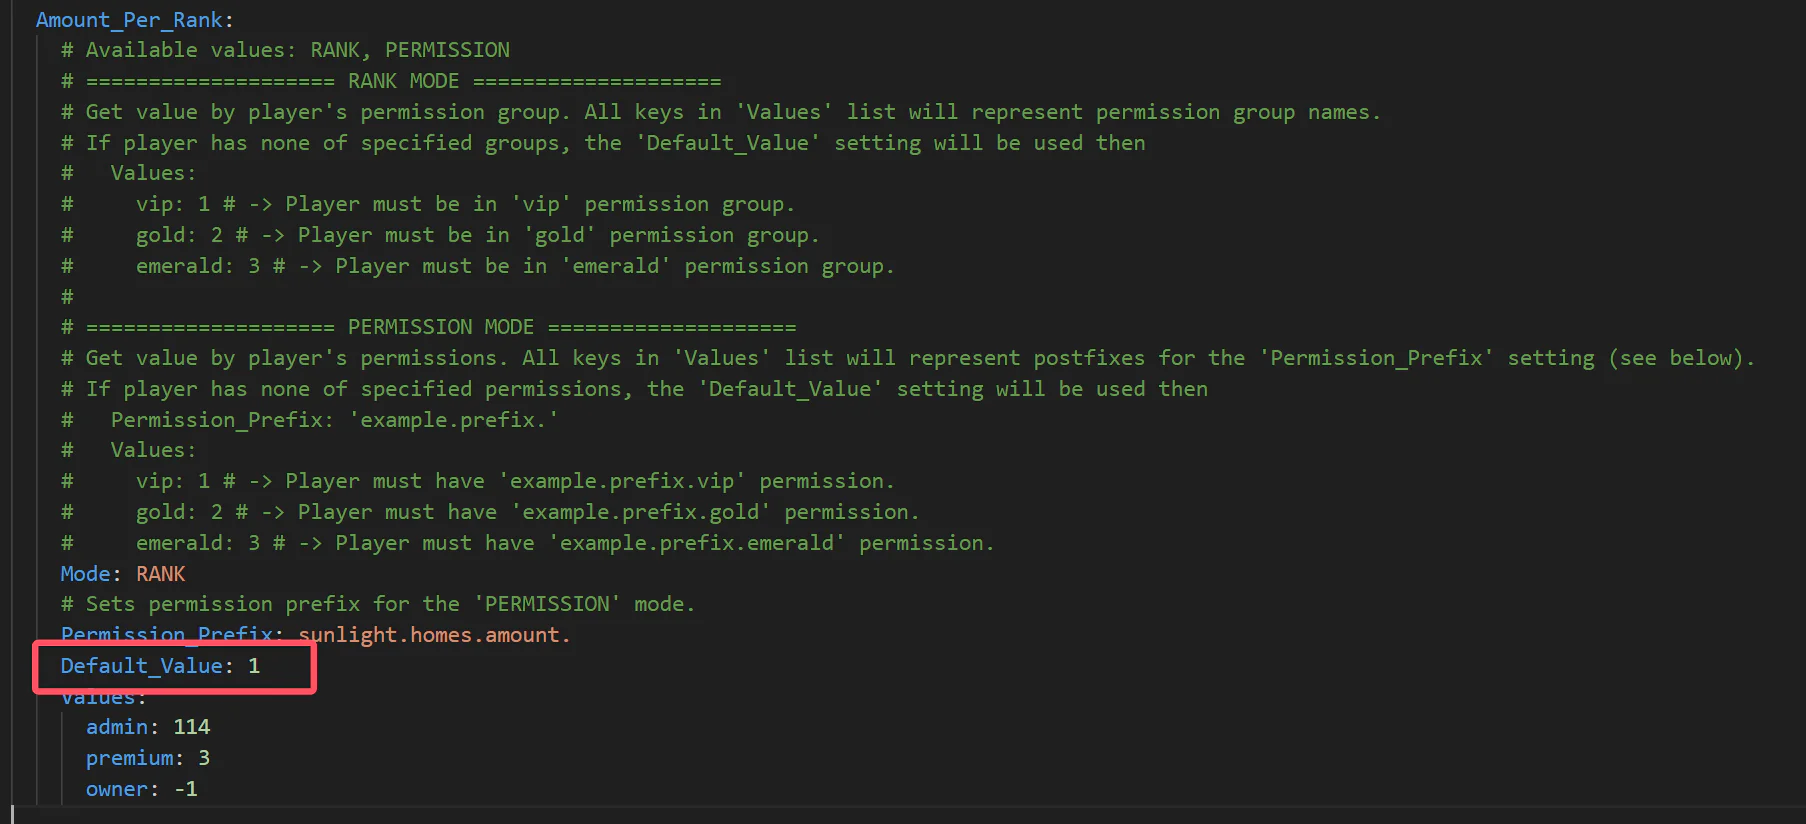 Amount_Per_Rank:
# Available values: RANK, PERMISSION
# ==================== RANK MODE ====================
# Get value by player's permission group. All keys in 'Values' list will represent permission group names.
# If player has none of specified groups, the 'Default_Value' setting will be used then
#   Values:
#     vip: 1 # -> Player must be in 'vip' permission group.
#     gold: 2 # -> Player must be in 'gold' permission group.
#     emerald: 3 # -> Player must be in 'emerald' permission group.
#
# ==================== PERMISSION MODE ====================
# Get value by player's permissions. All keys in 'Values' list will represent postfixes for the 'Permission_Prefix' setting (see below).
# If player has none of specified permissions, the 'Default_Value' setting will be used then
#   Permission_Prefix: 'example.prefix.'
#   Values:
#     vip: 1 # -> Player must have 'example.prefix.vip' permission.
#     gold: 2 # -> Player must have 'example.prefix.gold' permission.
#     emerald: 3 # -> Player must have 'example.prefix.emerald' permission.
Mode: RANK
# Sets permission prefix for the 'PERMISSION' mode.
Permission_Prefix: sunlight.homes.amount.
Default_Value: 1
Values:
admin: 114
premium: 3
owner: -1